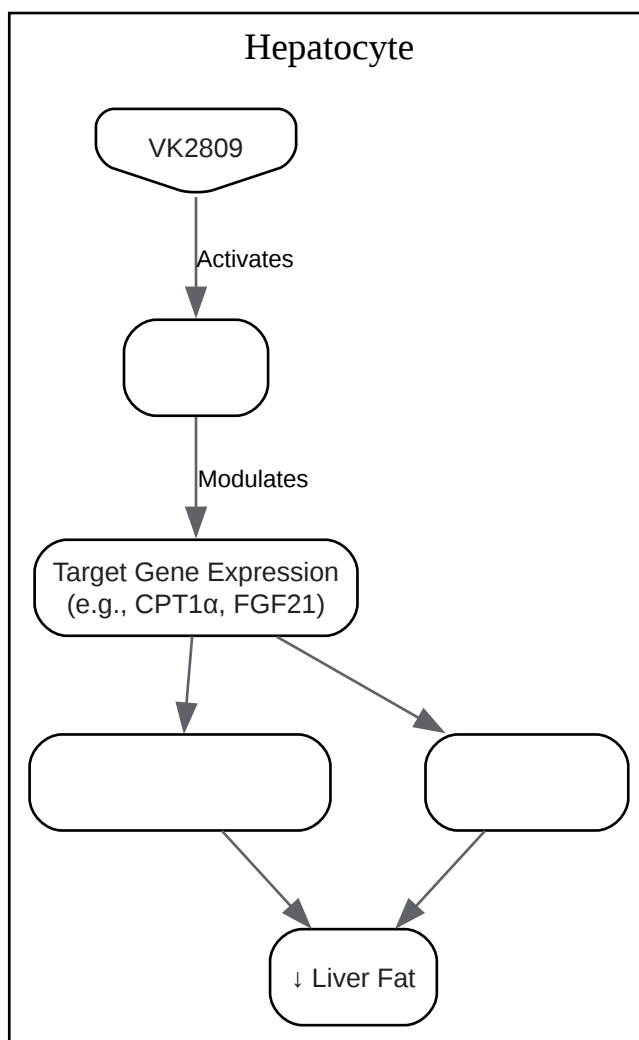 Hepatocyte
VK2809
Activates
Modulates
Target Gene Expression
(e.g., CPT1α, FGF21)
↓ Liver Fat